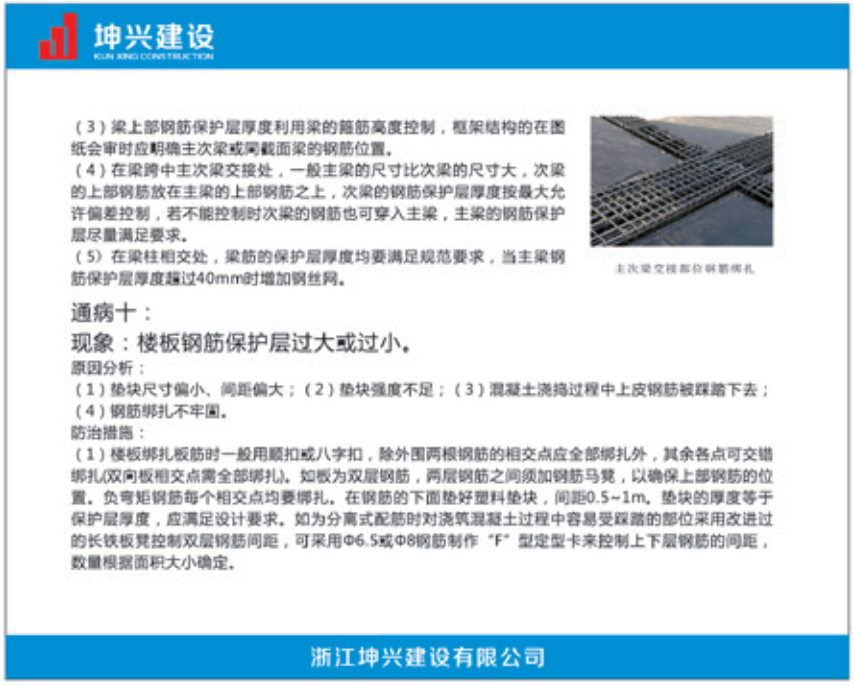 坤兴建设
KUN XING CONSTRUCTION
（3）梁上部钢筋保护层厚度利用梁的箍筋高度控制，框架结构的在图
纸会审时应明确主次梁或同截面梁的钢筋位置。
（4）在梁跨中主次梁交接处，一般主梁的尺寸比次梁的尺寸大，次梁
的上部钢筋放在主梁的上部钢筋之上，次梁的钢筋保护层厚度按最大允
许偏差控制，若不能控制时次梁的钢筋也可穿入主梁，主梁的钢筋保护
层尽量满足要求。
（5）在梁柱相交处，梁筋的保护层厚度均要满足规范要求，当主梁钢
筋保护层厚度超过40mm时增加钢丝网。
主次梁交接部位钢筋绑扎
通病十：
现象：楼板钢筋保护层过大或过小。
原因分析：
（1）垫块尺寸偏小、间距偏大；（2）垫块强度不足；（3）混凝土浇捣过程中上皮钢筋被踩踏下去；
（4）钢筋绑扎不牢固。
防治措施：
（1）楼板绑扎板筋时一般用顺扣或八字扣，除外围两根钢筋的相交点应全部绑扎外，其余各点可交错
绑扎(双向板相交点需全部绑扎)。如板为双层钢筋，两层钢筋之间须加钢筋马凳，以确保上部钢筋的位
置。负弯矩钢筋每个相交点均要绑扎。在钢筋的下面垫好塑料垫块，间距0.5~1m。垫块的厚度等于
保护层厚度，应满足设计要求。如为分离式配筋时对浇筑混凝土过程中容易受踩踏的部位采用改进过
的长铁板凳控制双层钢筋间距，可采用Φ6.5或Φ8钢筋制作“F”型定型卡来控制上下层钢筋的间距，
数量根据面积大小确定。
浙江坤兴建设有限公司